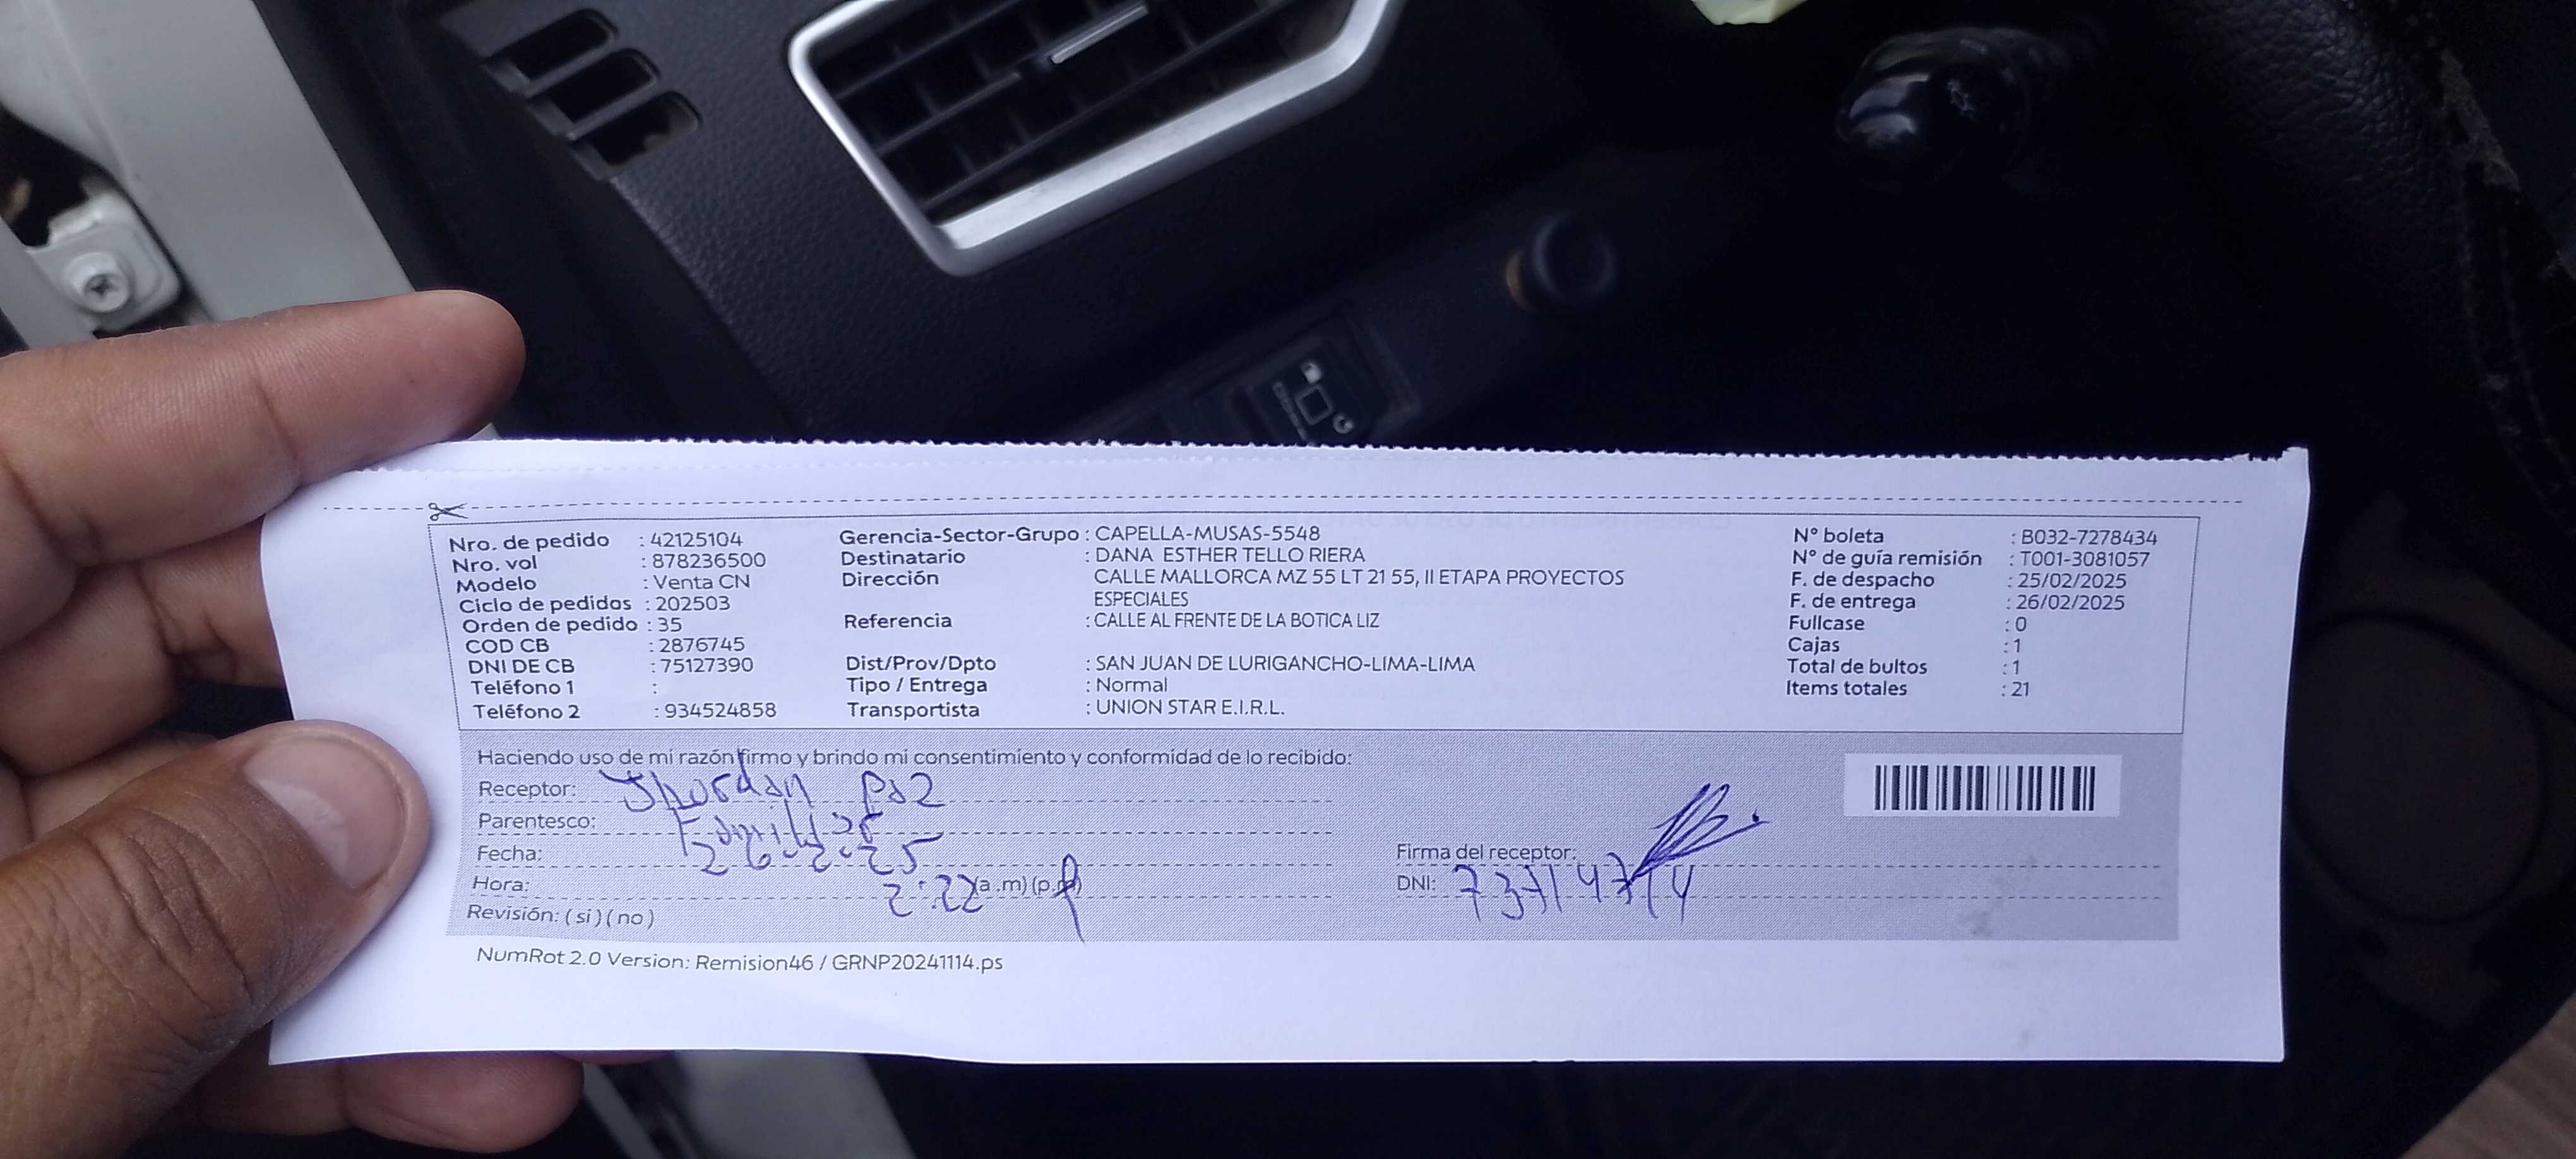 Nro. de pedido : 42125104
Nro. vol : 878236500
Modelo : Venta CN
Ciclo de pedidos : 202503
Orden de pedido : 35
COD CB : 2876745
DNI DE CB : 75127390
Teléfono 1 :
Teléfono 2 : 934524858
Gerencia-Sector-Grupo : CAPELLA-MUSAS-5548
Destinatario : DANA ESTHER TELLO RIERA
Dirección CALLE MALLORCA MZ 55 LT 21 55, II ETAPA PROYECTOS
ESPECIALES
Referencia : CALLE AL FRENTE DE LA BOTICA LIZ
Dist/Prov/Dpto : SAN JUAN DE LURIGANCHO-LIMA-LIMA
Tipo / Entrega : Normal
Transportista : UNION STAR E.I.R.L.
N° boleta : B032-7278434
N° de guía remisión : T001-3081057
F. de despacho : 25/02/2025
F. de entrega : 26/02/2025
Fullcase : 0
Cajas : 1
Total de bultos : 1
Items totales : 21
Haciendo uso de mi razón firmo y brindo mi consentimiento y conformidad de lo recibido:
Receptor: Jhordan
Parentesco: Familiar
Fecha: 26-2-25
Hora: 2:22 (a .m) (p.m)
Revisión: ( si ) ( no )
Firma del receptor:
DNI:
NumRot 2.0 Version: Remision46 / GRNP20241114.ps